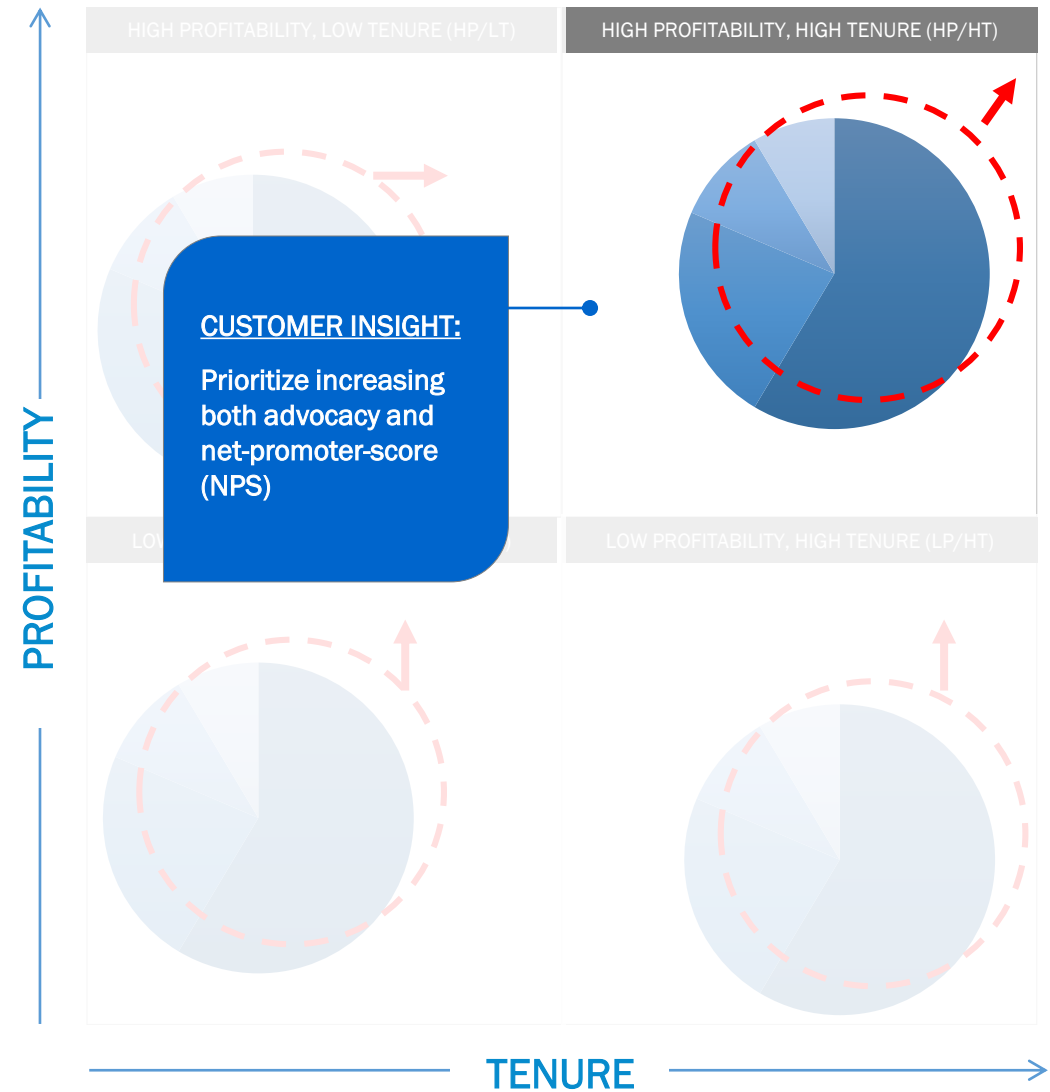 HIGH PROFITABILITY, LOW TENURE (HP/LT)
HIGH PROFITABILITY, HIGH TENURE (HP/HT)
CUSTOMER INSIGHT:
Prioritize increasing
both advocacy and
net-promoter-score
(NPS)
LOW PROFITABILITY, HIGH TENURE (LP/HT)
PROFITABILITY
TENURE